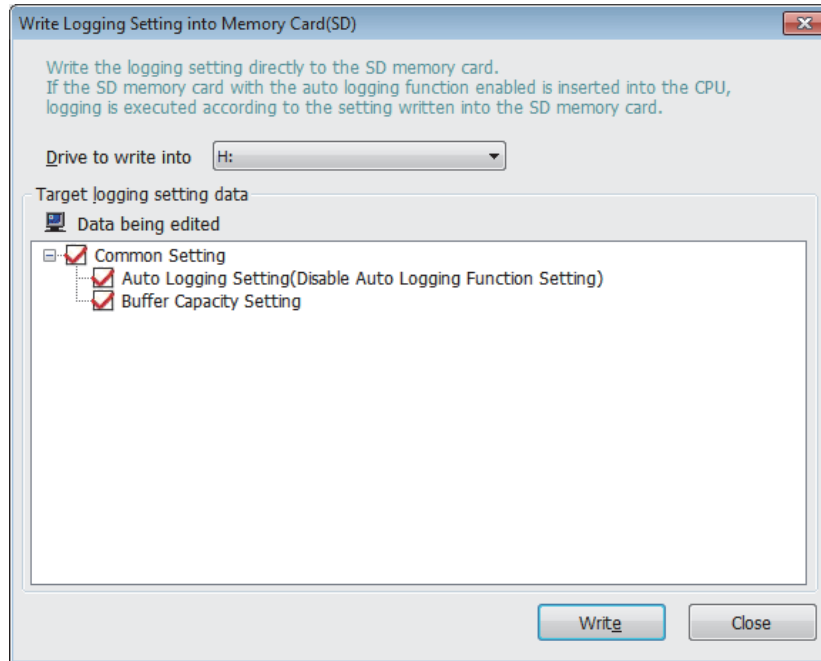 Write Logging Setting into Memory Card(SD)
Write the logging setting directly to the SD memory card.
If the SD memory card with the auto logging function enabled is inserted into the CPU,
logging is executed according to the setting written into the SD memory card.
Drive to write into H:
Target logging setting data
Data being edited
Common Setting
Auto Logging Setting(Disable Auto Logging Function Setting)
Buffer Capacity Setting
Write Close